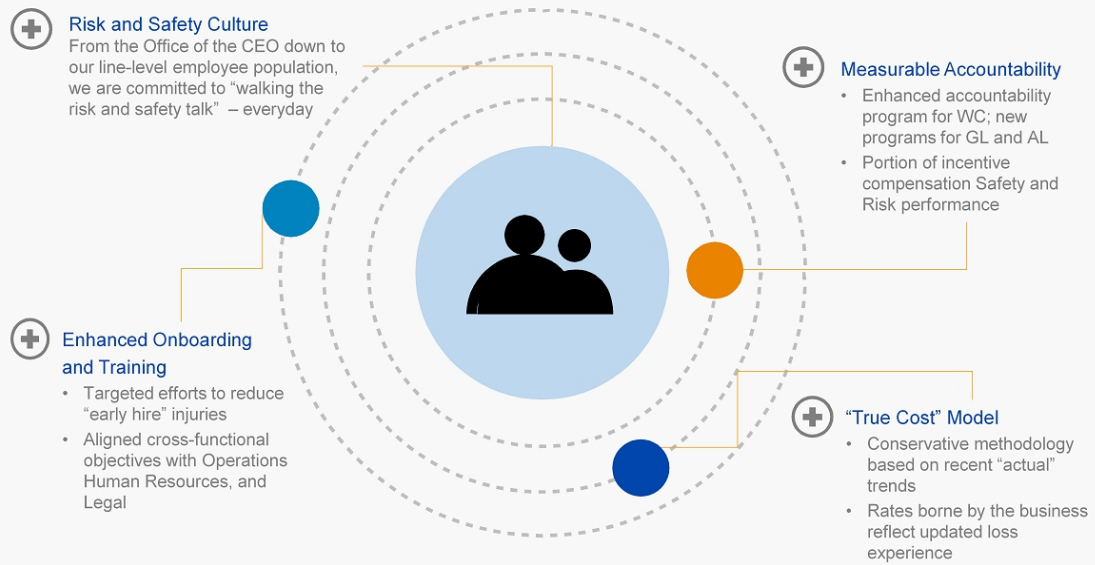 Risk and Safety Culture
From the Office of the CEO down to
our line-level employee population,
we are committed to “walking the
risk and safety talk” – everyday
Measurable Accountability
• Enhanced accountability
program for WC; new
programs for GL and AL
• Portion of incentive
compensation Safety and
Risk performance
Enhanced Onboarding
and Training
• Targeted efforts to reduce
“early hire” injuries
• Aligned cross-functional
objectives with Operations
Human Resources, and
Legal
“True Cost” Model
• Conservative methodology
based on recent “actual”
trends
• Rates borne by the business
reflect updated loss
experience